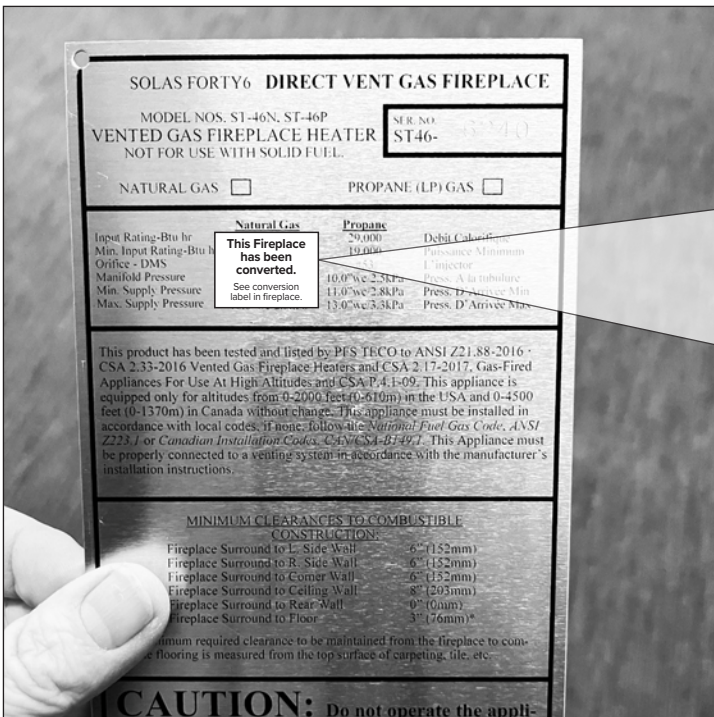 SOLAS FORTY6 DIRECT VENT GAS FIREPLACE
MODEL NOS. ST-46N, ST-46P
VENTED GAS FIREPLACE HEATER
NOT FOR USE WITH SOLID FUEL.
SER. NO.
ST46-
NATURAL GAS PROPANE (LP) GAS
Natural Gas Propane
Input Rating-Btu hr 29,000 Debit Calorifique
Min. Input Rating-Btu h 19,000 Puissance Minimum
Orifice - DMS L'injector
Manifold Pressure 10.0"wc/2.5kPa Press. A la tubulure
Min. Supply Pressure 11.0"wc/2.8kPa Press. D'Arrivee Min
Max. Supply Pressure 13.0"wc/3.3kPa Press. D'Arrivee Max
This Fireplace
has been
converted.
See conversion
label in fireplace.
This product has been tested and listed by PFS TECO to ANSI Z21.88-2016 ·
CSA 2.33-2016 Vented Gas Fireplace Heaters and CSA 2.17-2017, Gas-Fired
Appliances For Use At High Altitudes and CSA P.4.1-09. This appliance is
equipped only for altitudes from 0-2000 feet (0-610m) in the USA and 0-4500
feet (0-1370m) in Canada without change. This appliance must be installed in
accordance with local codes, if none, follow the National Fuel Gas Code, ANSI
Z223.1 or Canadian Installation Codes, CAN/CSA-B149.1. This Appliance must
be properly connected to a venting system in accordance with the manufacturer's
installation instructions.
MINIMUM CLEARANCES TO COMBUSTIBLE
CONSTRUCTION:
Fireplace Surround to L. Side Wall 6" (152mm)
Fireplace Surround to R. Side Wall 6" (152mm)
Fireplace Surround to Corner Wall 6" (152mm)
Fireplace Surround to Ceiling Wall 8" (203mm)
Fireplace Surround to Rear Wall 0" (0mm)
Fireplace Surround to Floor 3" (76mm)*
imum required clearance to be maintained from the fireplace to com-
e flooring is measured from the top surface of carpeting, tile, etc.
CAUTION: Do not operate the appli-